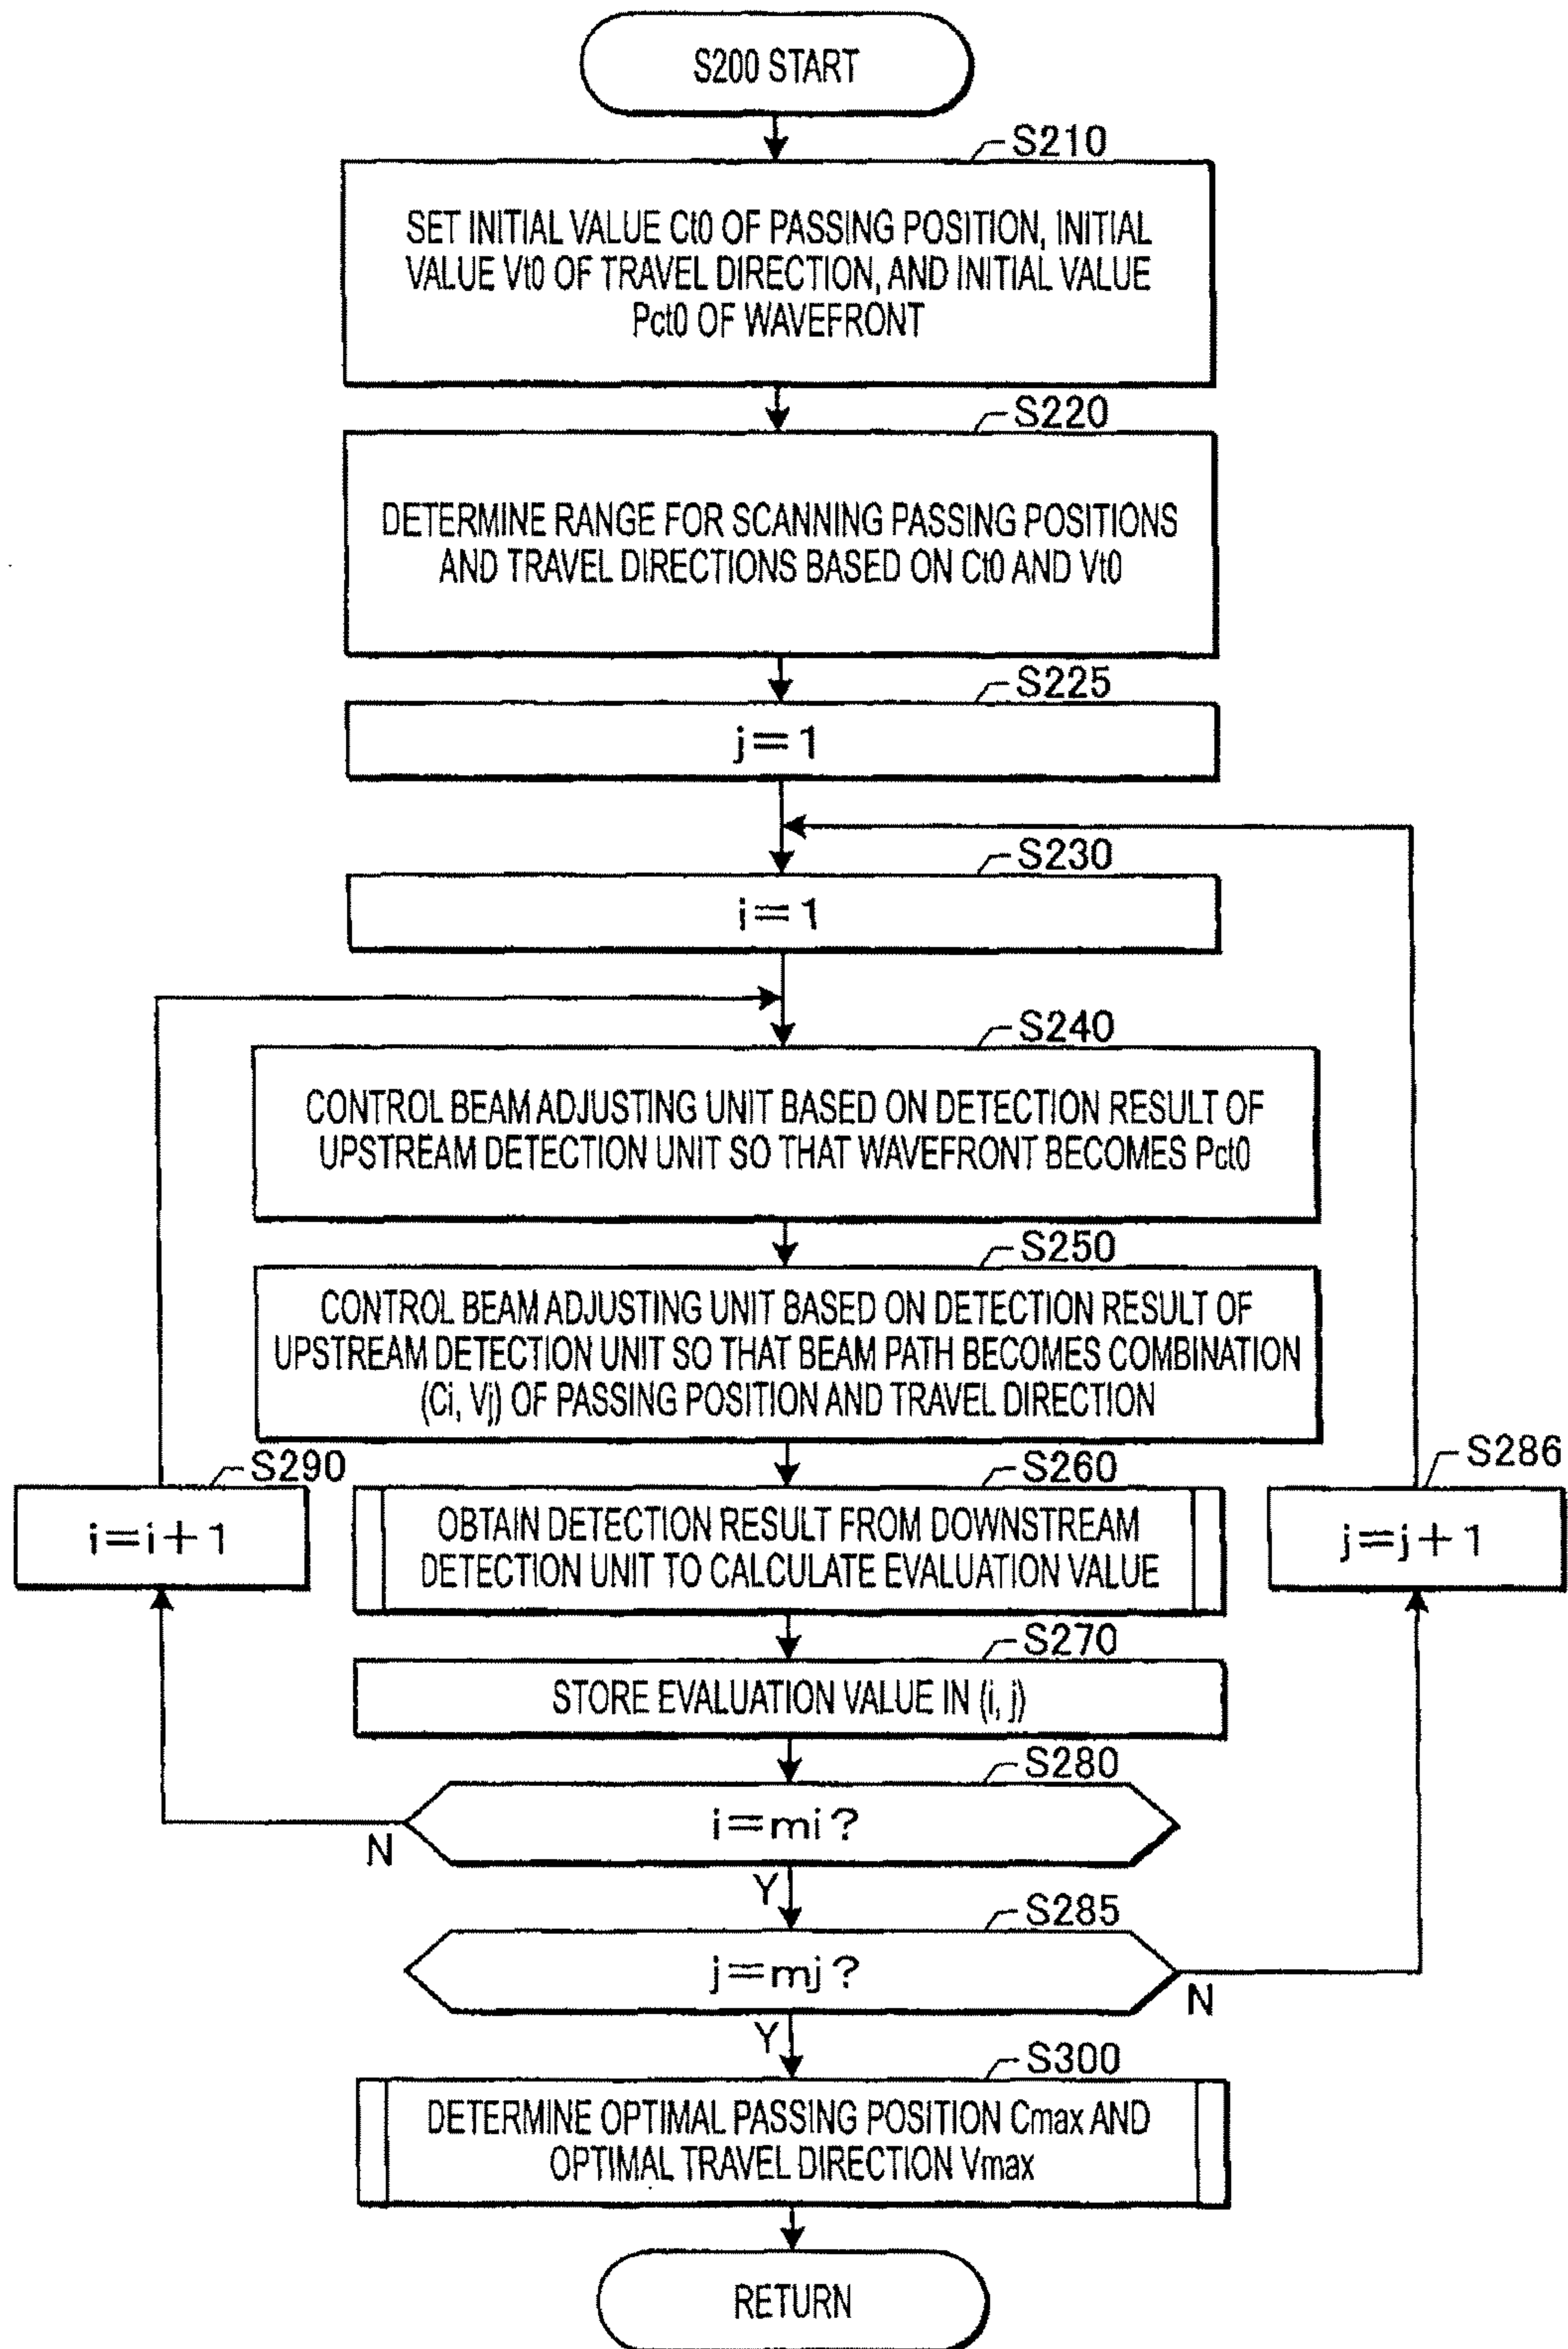 S200 START
S210
SET INITIAL VALUE Ct0 OF PASSING POSITION, INITIAL
VALUE Vt0 OF TRAVEL DIRECTION, AND INITIAL VALUE
Pct0 OF WAVEFRONT
S220
DETERMINE RANGE FOR SCANNING PASSING POSITIONS
AND TRAVEL DIRECTIONS BASED ON Ct0 AND Vt0
S225
j=1
S230
i=1
S240
CONTROL BEAM ADJUSTING UNIT BASED ON DETECTION RESULT OF
UPSTREAM DETECTION UNIT SO THAT WAVEFRONT BECOMES Pct0
S250
CONTROL BEAM ADJUSTING UNIT BASED ON DETECTION RESULT OF
UPSTREAM DETECTION UNIT SO THAT BEAM PATH BECOMES COMBINATION
(Ci, Vj) OF PASSING POSITION AND TRAVEL DIRECTION
S290
i=i+1
S260
OBTAIN DETECTION RESULT FROM DOWNSTREAM
DETECTION UNIT TO CALCULATE EVALUATION VALUE
S286
j=j+1
S270
STORE EVALUATION VALUE IN (i, j)
S280
i=mi?
N
Y
S285
j=mj?
N
Y
S300
DETERMINE OPTIMAL PASSING POSITION Cmax AND
OPTIMAL TRAVEL DIRECTION Vmax
RETURN